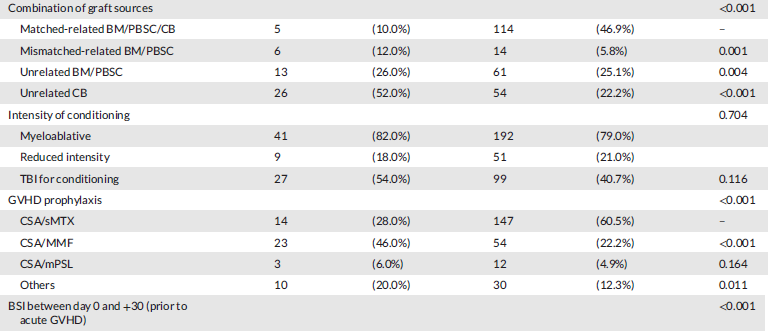 Combination of graft sources <0.001
Matched-related BM/PBSC/CB 5 (10.0%) 114 (46.9%) –
Mismatched-related BM/PBSC 6 (12.0%) 14 (5.8%) 0.001
Unrelated BM/PBSC 13 (26.0%) 61 (25.1%) 0.004
Unrelated CB 26 (52.0%) 54 (22.2%) <0.001
Intensity of conditioning 0.704
Myeloablative 41 (82.0%) 192 (79.0%)
Reduced intensity 9 (18.0%) 51 (21.0%)
TBI for conditioning 27 (54.0%) 99 (40.7%) 0.116
GVHD prophylaxis <0.001
CSA/sMTX 14 (28.0%) 147 (60.5%) –
CSA/MMF 23 (46.0%) 54 (22.2%) <0.001
CSA/mPSL 3 (6.0%) 12 (4.9%) 0.164
Others 10 (20.0%) 30 (12.3%) 0.011
BSI between day 0 and +30 (prior to <0.001
acute GVHD)